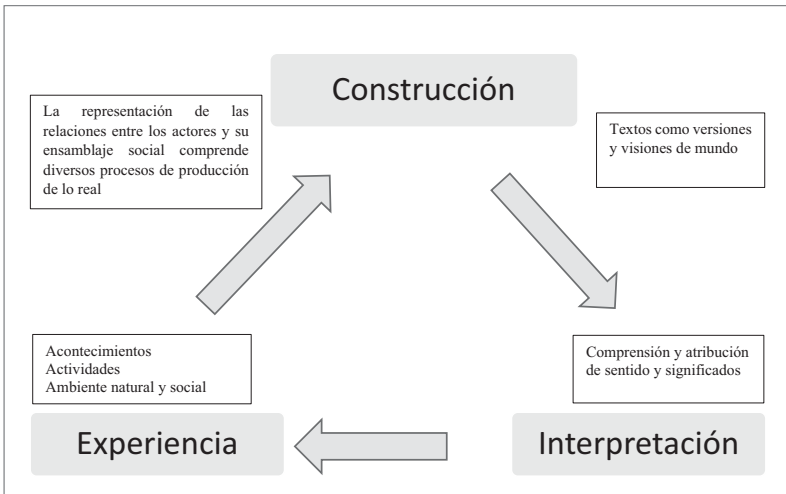 Construcción
La representación de las
relaciones entre los actores y su
ensamblaje social comprende
diversos procesos de producción
de lo real
Textos como versiones
y visiones de mundo
Acontecimientos
Actividades
Ambiente natural y social
Comprensión y atribución
de sentido y significados
Experiencia
Interpretación